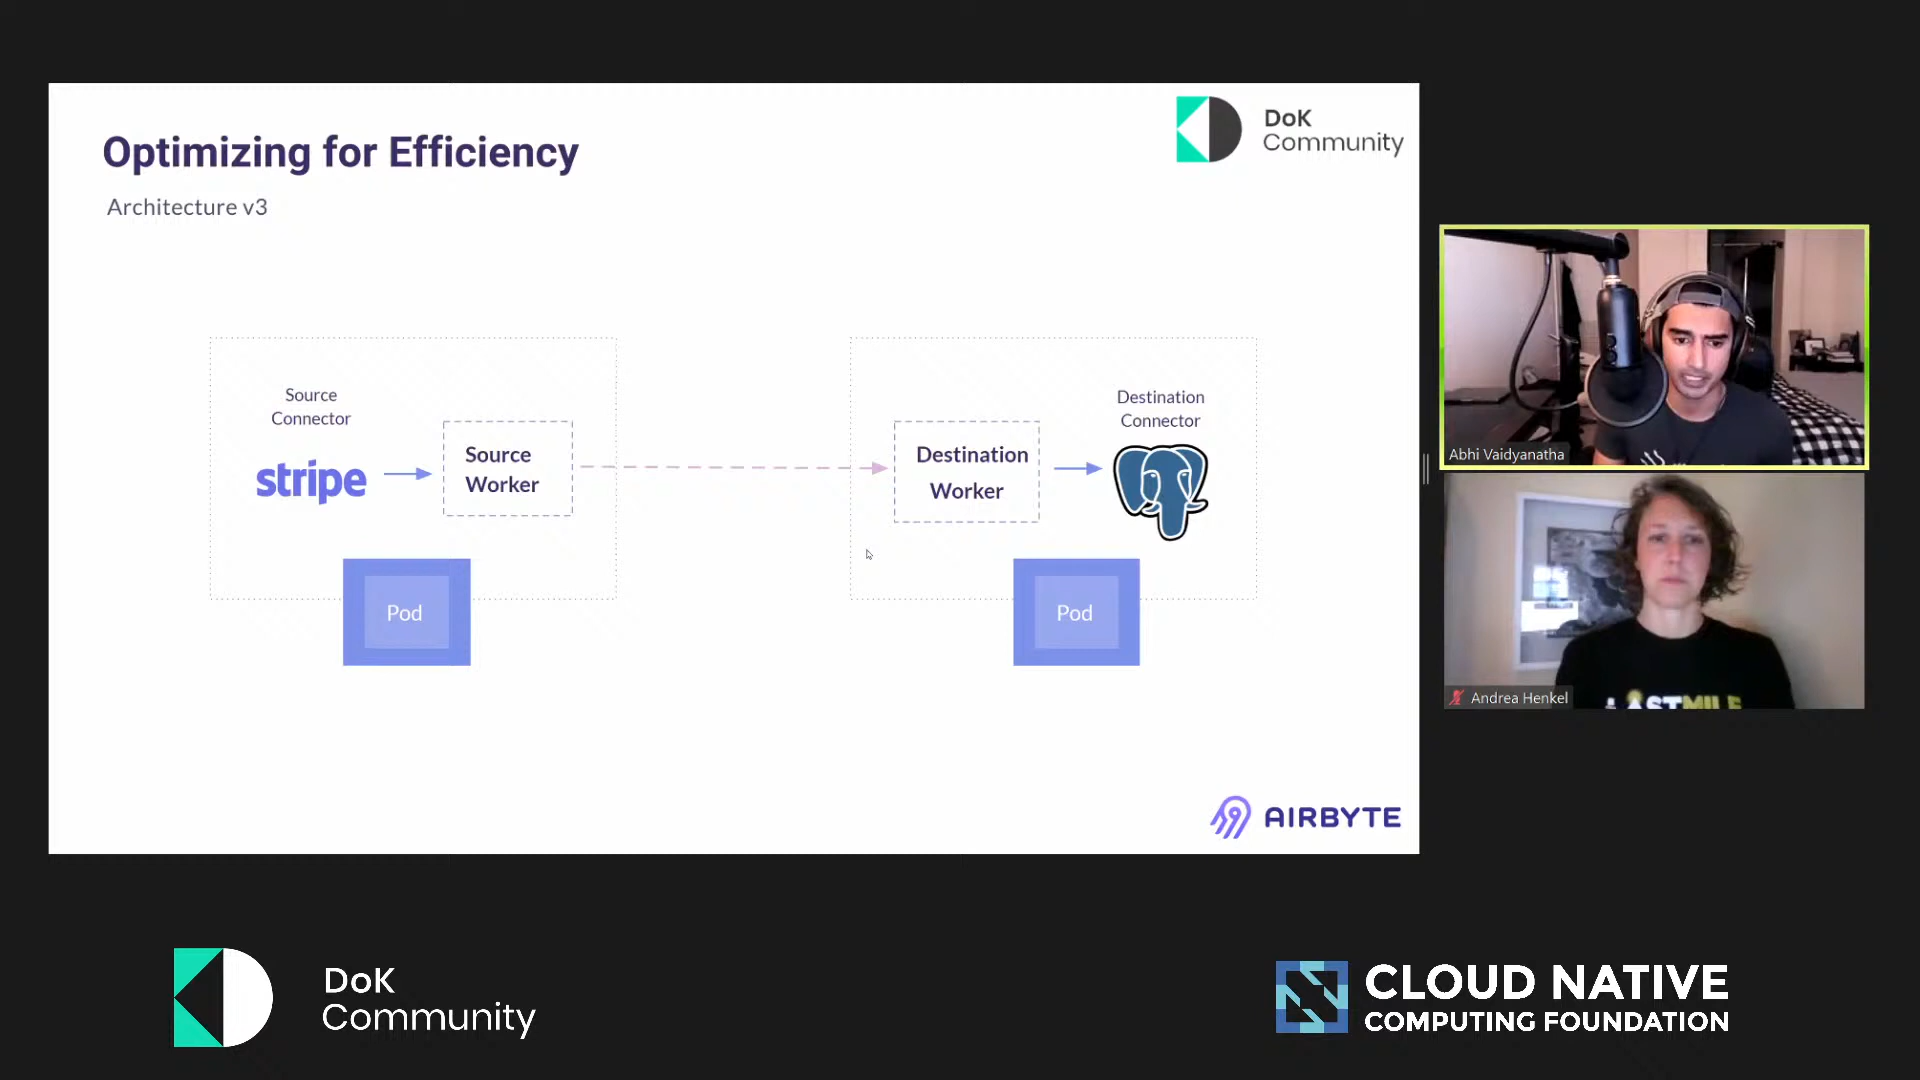 Optimizing for Efficiency
Architecture v3
DoK
Community
Source
Connector
stripe
Source
Worker
Pod
Destination
Worker
Destination
Connector
Pod
AIRBYTE
Abhi Vaidyanatha
Andrea Henkel
LASTMILE
DoK
Community
CLOUD NATIVE
COMPUTING FOUNDATION